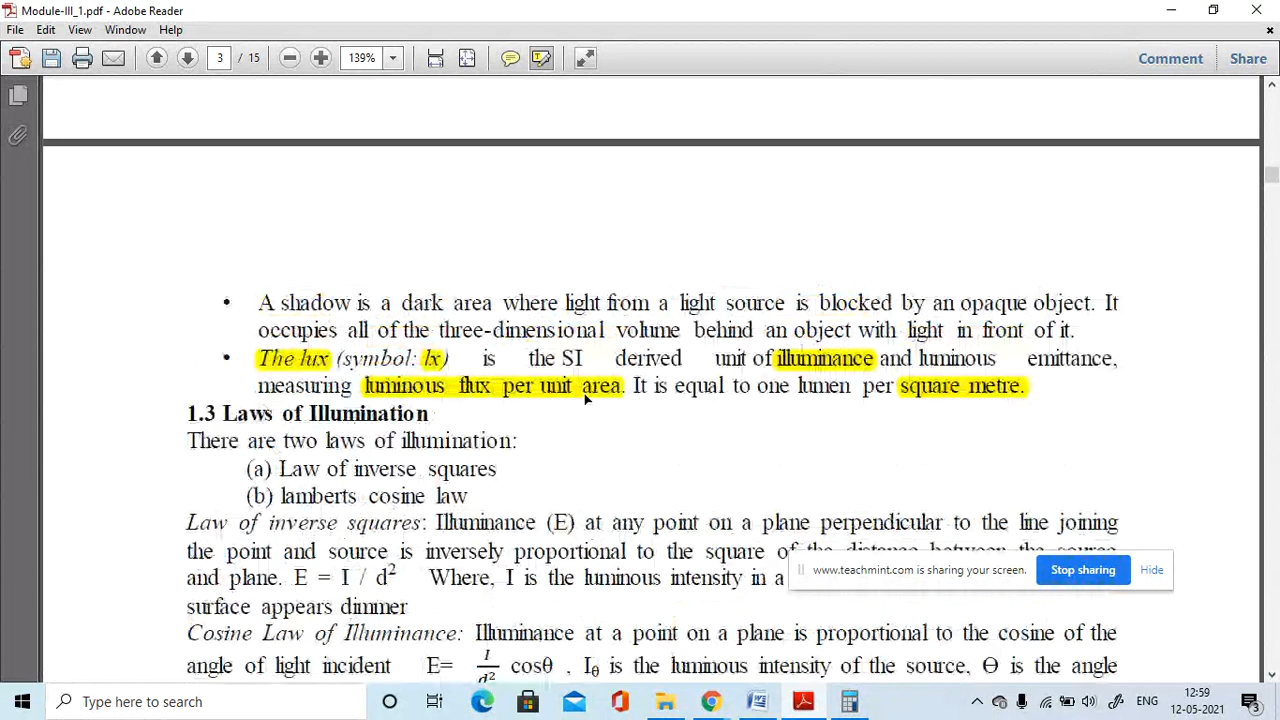 Module-III_1.pdf - Adobe Reader
File Edit View Window Help
3 / 15 139% Comment Share
• A shadow is a dark area where light from a light source is blocked by an opaque object. It
occupies all of the three-dimensional volume behind an object with light in front of it.
• The lux (symbol: lx) is the SI derived unit of illuminance and luminous emittance,
measuring luminous flux per unit area. It is equal to one lumen per square metre.
1.3 Laws of Illumination
There are two laws of illumination:
(a) Law of inverse squares
(b) lamberts cosine law
Law of inverse squares: Illuminance (E) at any point on a plane perpendicular to the line joining
the point and source is inversely proportional to the square of the distance between the source
and plane. E = I / d² Where, I is the luminous intensity in a
www.teachmint.com is sharing your screen. Stop sharing Hide
surface appears dimmer
Cosine Law of Illuminance: Illuminance at a point on a plane is proportional to the cosine of the
angle of light incident E= I/d² cosθ , Iθ is the luminous intensity of the source, Ɵ is the angle
Type here to search ENG 12:59
12-05-2021 3